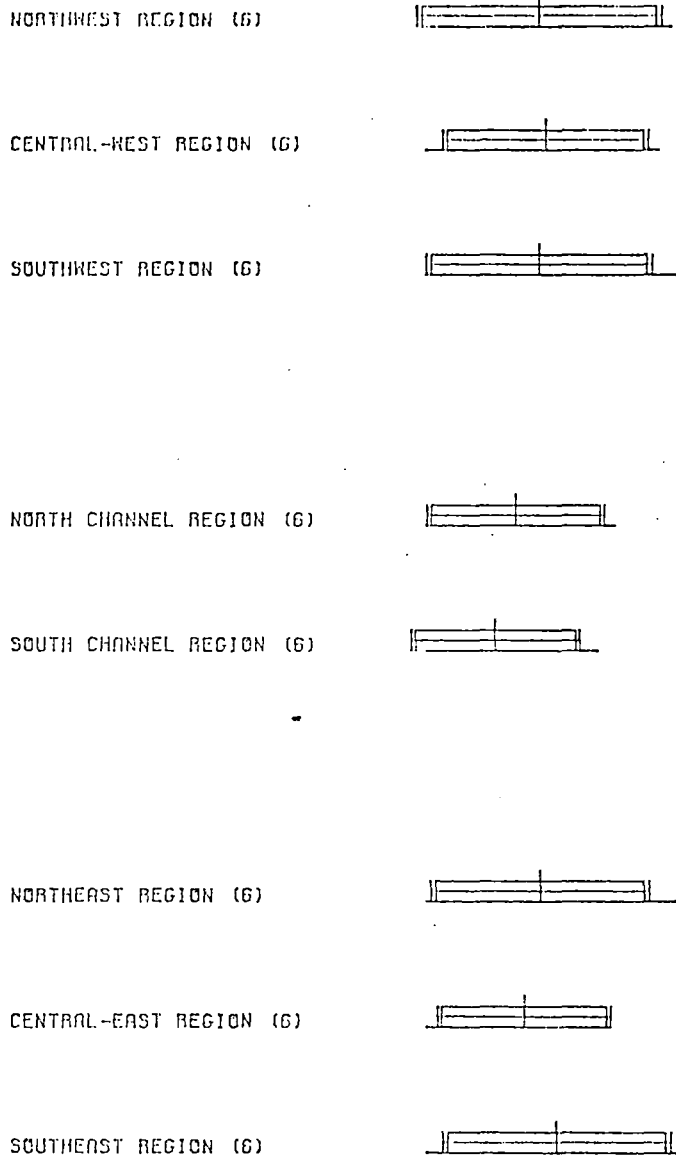 NORTHWEST REGION (6)
CENTRAL-WEST REGION (6)
SOUTHWEST REGION (6)
NORTH CHANNEL REGION (6)
SOUTH CHANNEL REGION (6)
NORTHEAST REGION (6)
CENTRAL-EAST REGION (6)
SOUTHEAST REGION (6)